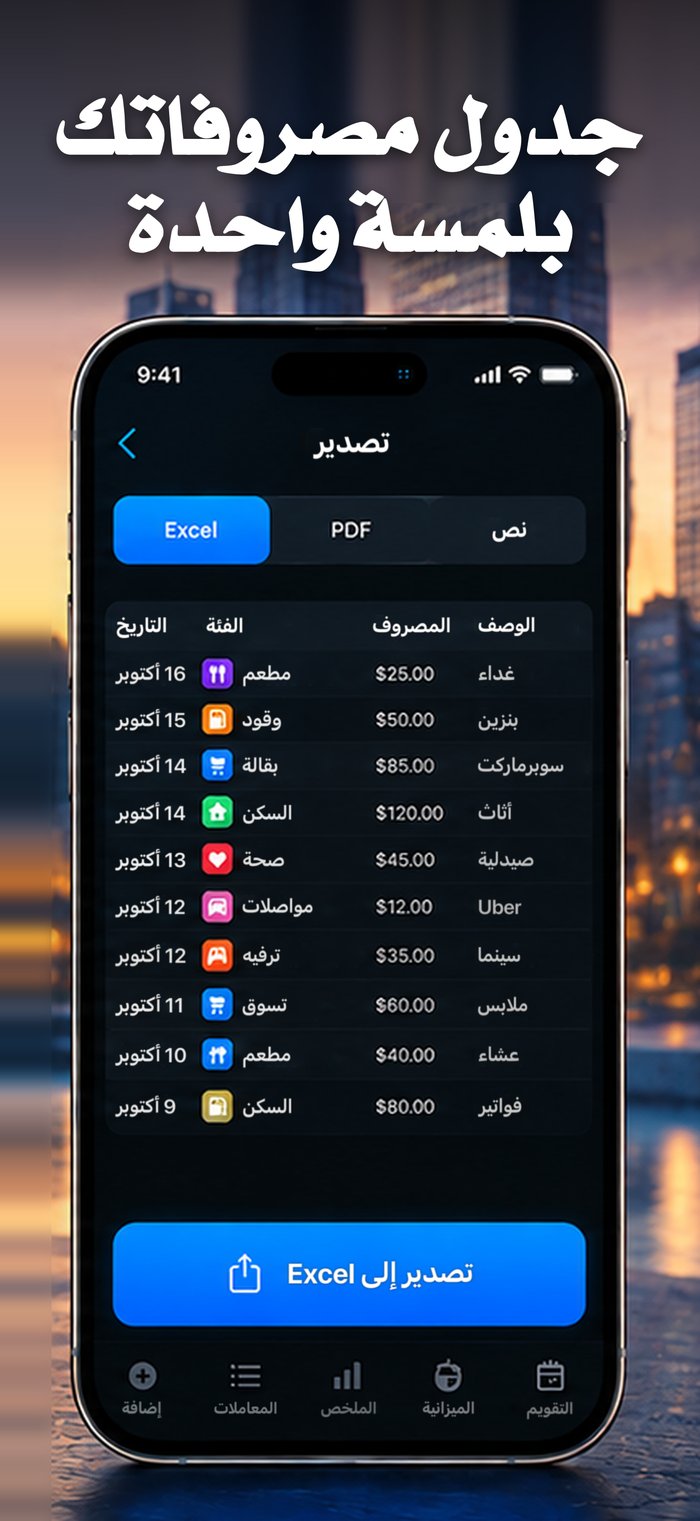 جدول مصروفاتك
بلمسة واحدة
9:41
تصدير
نص PDF Excel
الوصف المصروف الفئة التاريخ
غداء $25.00 مطعم 16 أكتوبر
بنزين $50.00 وقود 15 أكتوبر
سوبرماركت $85.00 بقالة 14 أكتوبر
أثاث $120.00 السكن 14 أكتوبر
صيدلية $45.00 صحة 13 أكتوبر
Uber $12.00 مواصلات 12 أكتوبر
سينما $35.00 ترفيه 12 أكتوبر
ملابس $60.00 تسوق 11 أكتوبر
عشاء $40.00 مطعم 10 أكتوبر
فواتير $80.00 السكن 9 أكتوبر
تصدير إلى Excel
التقويم الميزانية الملخص المعاملات إضافة